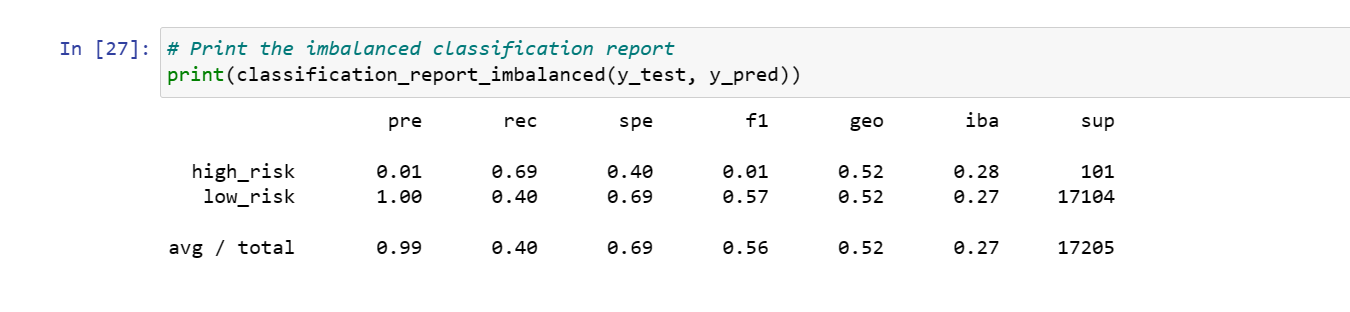 In [27]: # Print the imbalanced classification report
print(classification_report_imbalanced(y_test, y_pred))
pre rec spe f1 geo iba sup
high_risk 0.01 0.69 0.40 0.01 0.52 0.28 101
low_risk 1.00 0.40 0.69 0.57 0.52 0.27 17104
avg / total 0.99 0.40 0.69 0.56 0.52 0.27 17205